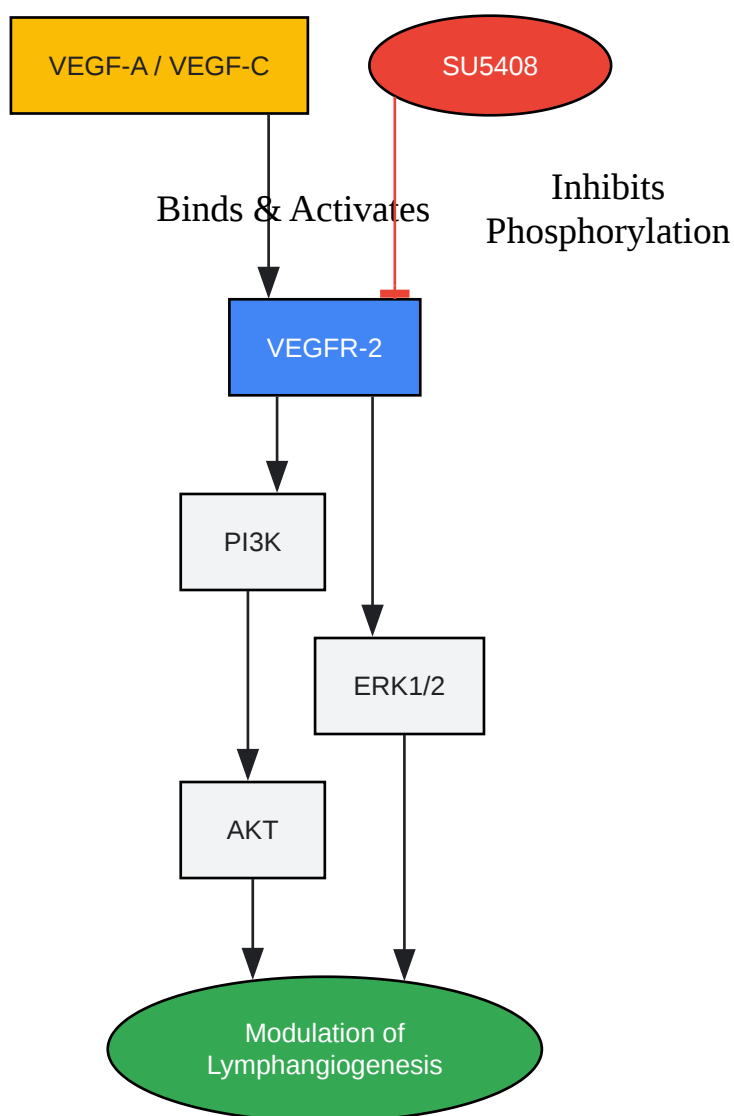 VEGF-A / VEGF-C
SU5408
Binds & Activates
Inhibits
Phosphorylation
VEGFR-2
PI3K
ERK1/2
AKT
Modulation of
Lymphangiogenesis